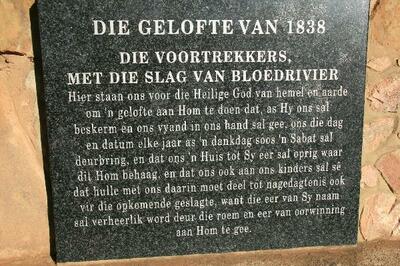 DIE GELOFTE VAN 1838
DIE VOORTREKKERS,
MET DIE SLAG VAN BLOEDRIVIER
Hier staan ons voor die Heilige God van hemel en aarde
om 'n gelofte aan Hom te doen dat, as Hy ons sal
beskerm en ons vyand in ons hand sal gee, ons die dag
en datum elke jaar as 'n dankdag soos 'n Sabat sal
deurbring, en dat ons 'n Huis tot Sy eer sal oprig waar
dit Hom behaag, en dat ons ook aan ons kinders sal sê
dat hulle met ons daarin moet deel tot nagedagtenis ook
vir die opkomende geslagte, want die eer van Sy naam
sal verheerlik word deur die roem en eer van oorwinning
aan Hom te gee.